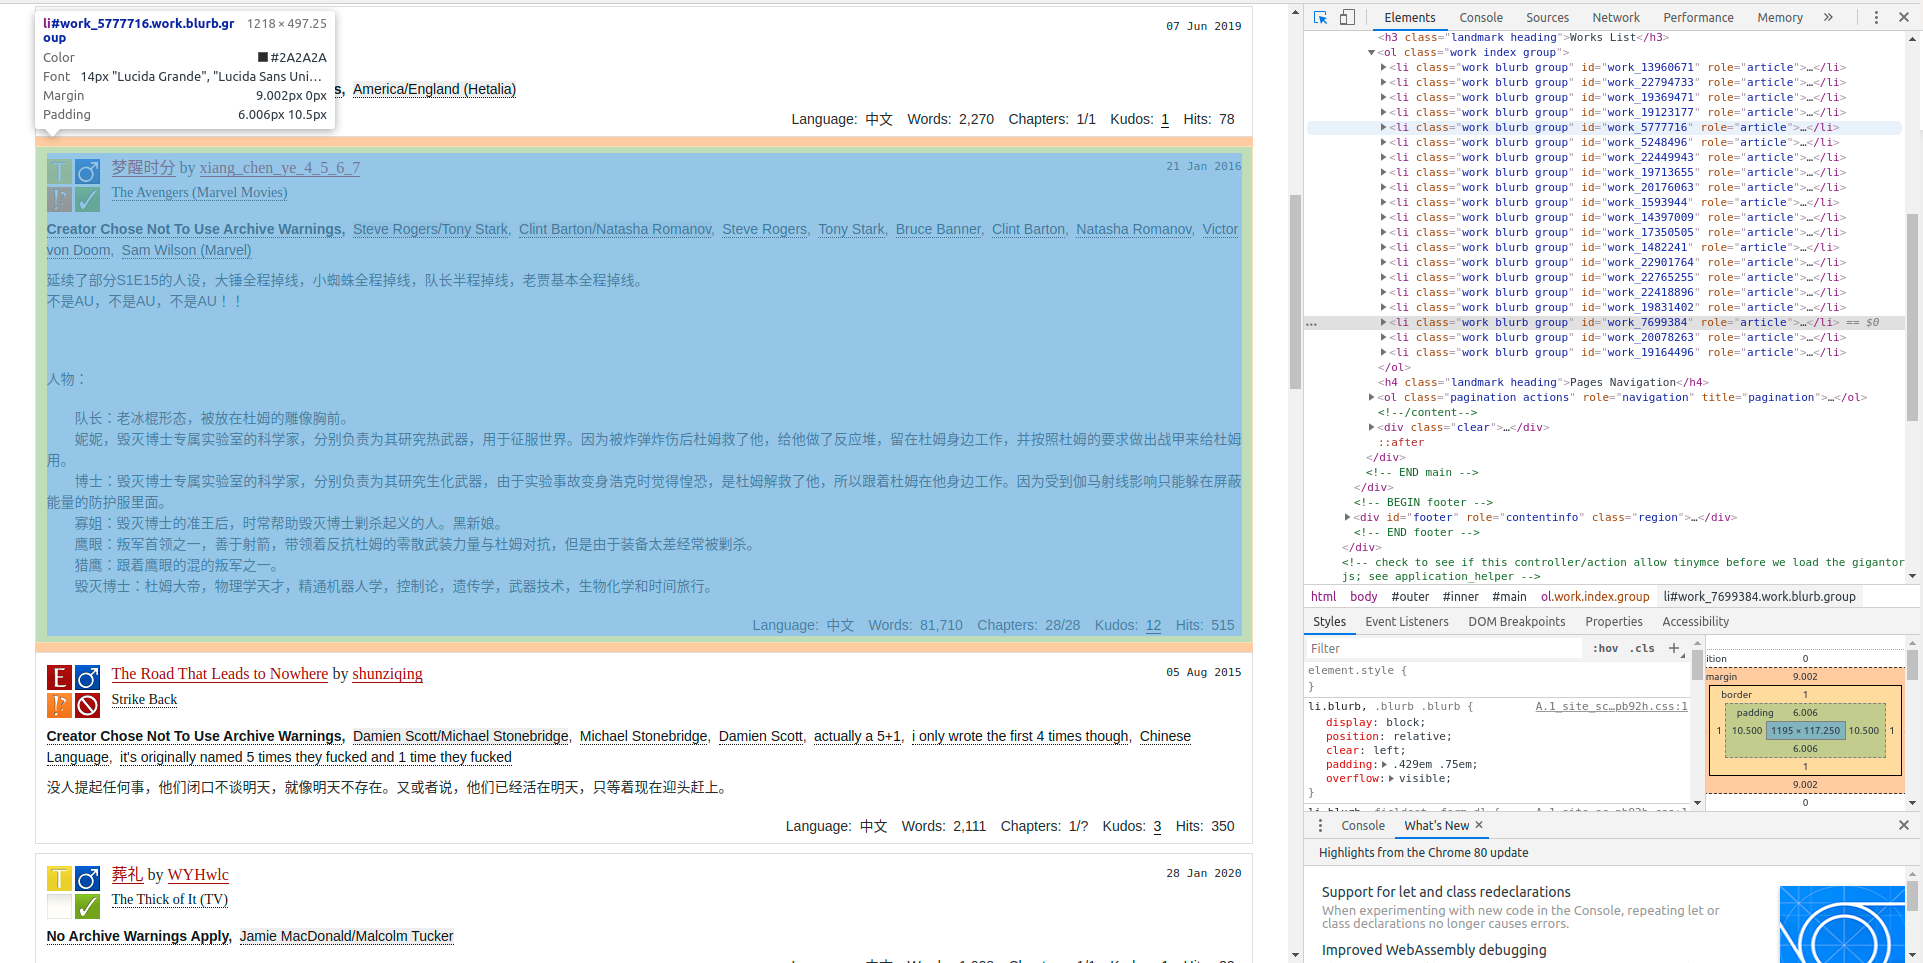 li#work_5777716.work.blurb.gr
oup
1218 × 497.25
Color #2A2A2A
Font 14px "Lucida Grande", "Lucida Sans Uni…
Margin 9.002px 0px
Padding 6.006px 10.5px
07 Jun 2019
s, America/England (Hetalia)
Language: 中文 Words: 2,270 Chapters: 1/1 Kudos: 1 Hits: 78
T
!?
梦醒时分 by xiang_chen_ye_4_5_6_7
21 Jan 2016
The Avengers (Marvel Movies)
Creator Chose Not To Use Archive Warnings, Steve Rogers/Tony Stark, Clint Barton/Natasha Romanov, Steve Rogers, Tony Stark, Bruce Banner, Clint Barton, Natasha Romanov, Victor
von Doom, Sam Wilson (Marvel)
延续了部分S1E15的人设，大锤全程掉线，小蜘蛛全程掉线，队长半程掉线，老贾基本全程掉线。
不是AU，不是AU，不是AU！！
人物：
队长：老冰棍形态，被放在杜姆的雕像胸前。
妮妮，毁灭博士专属实验室的科学家，分别负责为其研究热武器，用于征服世界。因为被炸弹炸伤后杜姆救了他，给他做了反应堆，留在杜姆身边工作，并按照杜姆的要求做出战甲来给杜姆
用。
博士：毁灭博士专属实验室的科学家，分别负责为其研究生化武器，由于实验事故变身浩克时觉得惶恐，是杜姆解救了他，所以跟着杜姆在他身边工作。因为受到伽马射线影响只能躲在屏蔽
能量的防护服里面。
寡姐：毁灭博士的准王后，时常帮助毁灭博士剿杀起义的人。黑新娘。
鹰眼：叛军首领之一，善于射箭，带领着反抗杜姆的零散武装力量与杜姆对抗，但是由于装备太差经常被剿杀。
猎鹰：跟着鹰眼的混的叛军之一。
毁灭博士：杜姆大帝，物理学天才，精通机器人学，控制论，遗传学，武器技术，生物化学和时间旅行。
Language: 中文 Words: 81,710 Chapters: 28/28 Kudos: 12 Hits: 515
E
!?
The Road That Leads to Nowhere by shunziqing
05 Aug 2015
Strike Back
Creator Chose Not To Use Archive Warnings, Damien Scott/Michael Stonebridge, Michael Stonebridge, Damien Scott, actually a 5+1, i only wrote the first 4 times though, Chinese
Language, it's originally named 5 times they fucked and 1 time they fucked
没人提起任何事，他们闭口不谈明天，就像明天不存在。又或者说，他们已经活在明天，只等着现在迎头赶上。
Language: 中文 Words: 2,111 Chapters: 1/? Kudos: 3 Hits: 350
T
葬礼 by WYHwlc
28 Jan 2020
The Thick of It (TV)
No Archive Warnings Apply, Jamie MacDonald/Malcolm Tucker
Elements Console Sources Network Performance Memory »
<h3 class="landmark heading">Works List</h3>
<ol class="work index group">
<li class="work blurb group" id="work_13960671" role="article">…</li>
<li class="work blurb group" id="work_22794733" role="article">…</li>
<li class="work blurb group" id="work_19369471" role="article">…</li>
<li class="work blurb group" id="work_19123177" role="article">…</li>
<li class="work blurb group" id="work_5777716" role="article">…</li>
<li class="work blurb group" id="work_5248496" role="article">…</li>
<li class="work blurb group" id="work_22449943" role="article">…</li>
<li class="work blurb group" id="work_19713655" role="article">…</li>
<li class="work blurb group" id="work_20176063" role="article">…</li>
<li class="work blurb group" id="work_1593944" role="article">…</li>
<li class="work blurb group" id="work_14397009" role="article">…</li>
<li class="work blurb group" id="work_17350505" role="article">…</li>
<li class="work blurb group" id="work_1482241" role="article">…</li>
<li class="work blurb group" id="work_22901764" role="article">…</li>
<li class="work blurb group" id="work_22765255" role="article">…</li>
<li class="work blurb group" id="work_22418896" role="article">…</li>
<li class="work blurb group" id="work_19831402" role="article">…</li>
… <li class="work blurb group" id="work_7699384" role="article">…</li> == $0
<li class="work blurb group" id="work_20078263" role="article">…</li>
<li class="work blurb group" id="work_19164496" role="article">…</li>
</ol>
<h4 class="landmark heading">Pages Navigation</h4>
<ol class="pagination actions" role="navigation" title="pagination">…</ol>
<!--/content-->
<div class="clear">…</div>
::after
</div>
<!-- END main -->
</div>
<!-- BEGIN footer -->
<div id="footer" role="contentinfo" class="region">…</div>
<!-- END footer -->
</div>
<!-- check to see if this controller/action allow tinymce before we load the gigantor
js; see application_helper -->
html body #outer #inner #main ol.work.index.group li#work_7699384.work.blurb.group
Styles Event Listeners DOM Breakpoints Properties Accessibility
Filter :hov .cls +
element.style {
}
li.blurb, .blurb .blurb { A.1_site_sc…pb92h.css:1
display: block;
position: relative;
clear: left;
padding: .429em .75em;
overflow: visible;
}
ition 0
margin 9.002
border 1
padding 6.006
1 10.500 1195 × 117.250 10.500 1
6.006
1
9.002
0
Console What's New ×
Highlights from the Chrome 80 update
Support for let and class redeclarations
When experimenting with new code in the Console, repeating let or
class declarations no longer causes errors.
Improved WebAssembly debugging